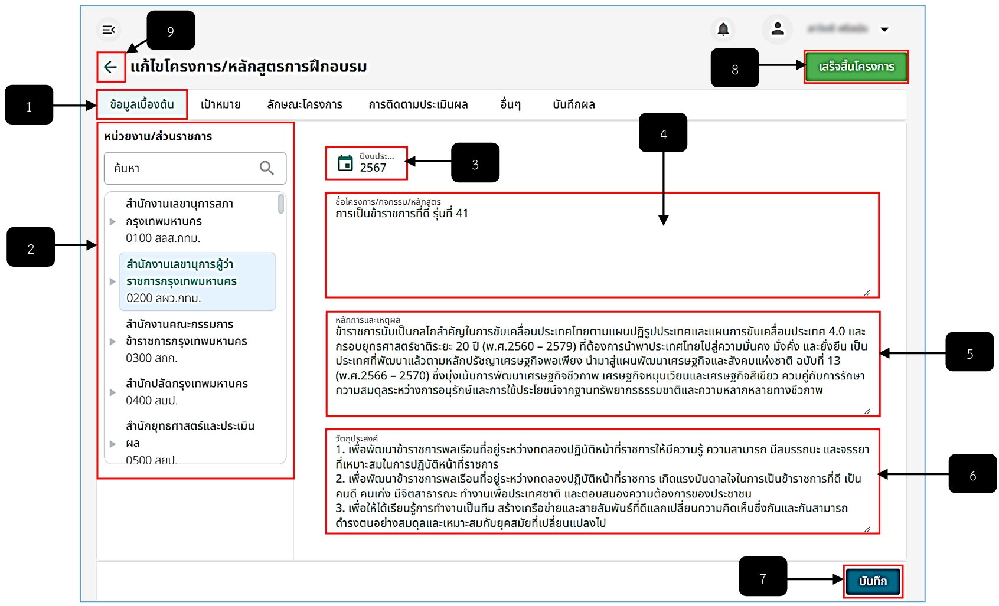 9
แก้ไขโครงการ/หลักสูตรการฝึกอบรม
8
เสร็จสิ้นโครงการ
1
ข้อมูลเบื้องต้น
เป้าหมาย
ลักษณะโครงการ
การติดตามประเมินผล
อื่นๆ
บันทึกผล
หน่วยงาน/ส่วนราชการ
ค้นหา
2
สำนักงานเลขานุการสภา
กรุงเทพมหานคร
0100 สลส.กทม.
สำนักงานเลขานุการผู้ว่า
ราชการกรุงเทพมหานคร
0200 สผว.กทม.
สำนักงานคณะกรรมการ
ข้าราชการกรุงเทพมหานคร
0300 สกก.
สำนักปลัดกรุงเทพมหานคร
0400 สนป.
สำนักยุทธศาสตร์และประเมิน
ผล
0500 สยป.
3
ปีงบประ...
2567
4
ชื่อโครงการ/กิจกรรม/หลักสูตร
การเป็นข้าราชการที่ดี รุ่นที่ 41
5
หลักการและเหตุผล
ข้าราชการนับเป็นกลไกสำคัญในการขับเคลื่อนประเทศไทยตามแผนปฏิรูปประเทศและแผนการขับเคลื่อนประเทศ 4.0 และ
กรอบยุทธศาสตร์ชาติระยะ 20 ปี (พ.ศ.2560 – 2579) ที่ต้องการนำพาประเทศไทยไปสู่ความมั่นคง มั่งคั่ง และยั่งยืน เป็น
ประเทศที่พัฒนาแล้วตามหลักปรัชญาเศรษฐกิจพอเพียง นำมาสู่แผนพัฒนาเศรษฐกิจและสังคมแห่งชาติ ฉบับที่ 13
(พ.ศ.2566 – 2570) ซึ่งมุ่งเน้นการพัฒนาเศรษฐกิจชีวภาพ เศรษฐกิจหมุนเวียนและเศรษฐกิจสีเขียว ควบคู่กับการรักษา
ความสมดุลระหว่างการอนุรักษ์และการใช้ประโยชน์จากฐานทรัพยากรธรรมชาติและความหลากหลายทางชีวภาพ
6
วัตถุประสงค์
1. เพื่อพัฒนาข้าราชการพลเรือนที่อยู่ระหว่างทดลองปฏิบัติหน้าที่ราชการให้มีความรู้ ความสามารถ มีสมรรถนะ และจรรยา
ที่เหมาะสมในการปฏิบัติหน้าที่ราชการ
2. เพื่อพัฒนาข้าราชการพลเรือนที่อยู่ระหว่างทดลองปฏิบัติหน้าที่ราชการ เกิดแรงบันดาลใจในการเป็นข้าราชการที่ดี เป็น
คนดี คนเก่ง มีจิตสาธารณะ ทำงานเพื่อประเทศชาติ และตอบสนองความต้องการของประชาชน
3. เพื่อให้ได้เรียนรู้การทำงานเป็นทีม สร้างเครือข่ายและสายสัมพันธ์ที่ดีแลกเปลี่ยนความคิดเห็นซึ่งกันและกันสามารถ
ดำรงตนอย่างสมดุลและเหมาะสมกับยุคสมัยที่เปลี่ยนแปลงไป
7
บันทึก